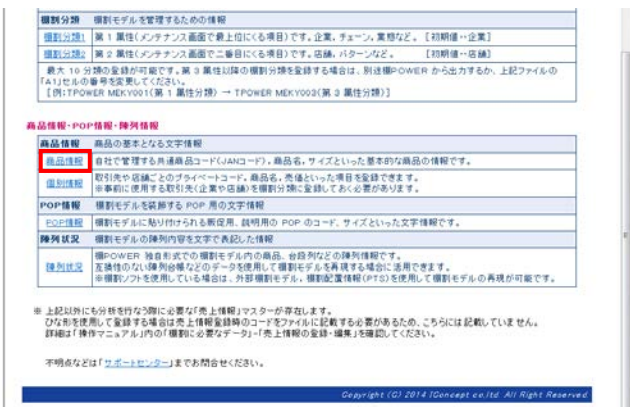 棚割分類 棚割モデルを管理するための情報
棚割分類1 第１属性(メンテナンス画面で最上位にくる項目)です。企業、チェーン、業態など。 [初期値…企業]
棚割分類2 第２属性(メンテナンス画面で二番目にくる項目)です。店舗、パターンなど。 [初期値…店舗]
最大 10 分類の登録が可能です。第３属性以降の棚割分類を登録する場合は、別途棚POWER から出力するか、上記ファイルの
「A1」セルの番号を変更してください。
[例：TPOWER MEKY001(第１属性分類) → TPOWER MEKY003(第３属性分類)]
商品情報・POP情報・陳列情報
商品情報 商品の基本となる文字情報
商品情報 自社で管理する共通商品コード(JANコード)，商品名，サイズといった基本的な商品の情報です。
個別情報 取引先や店舗ごとのプライベートコード、商品名、売価といった項目を登録できます。
※事前に使用する取引先(企業や店舗)を棚割分類に登録しておく必要があります。
POP情報 棚割モデルを装飾する POP 用の文字情報
POP情報 棚割モデルに貼り付けられる販促用、説明用の POP のコード、サイズといった文字情報です。
陳列状況 棚割モデルの陳列内容を文字で表記した情報
陳列状況 棚POWER 独自形式での棚割モデル内の商品、台段列などの陳列情報です。
互換性のない陳列台帳などのデータを使用して棚割モデルを再現する場合に活用できます。
※棚割ソフトを使用している場合は、外部棚割モデル，棚割配置情報(PTS)を使用して棚割モデルの再現が可能です。
※ 上記以外にも分析を行なう際に必要な「売上情報」マスターが存在します。
ひな形を使用して登録する場合は売上情報登録時のコードをファイルに記載する必要があるため、こちらには記載していません。
詳細は「操作マニュアル」内の「棚割に必要なデータ」-「売上情報の登録・編集」を確認してください。
不明点などは「サポートセンター」までお問合せください。
Copyright (C) 2014 IConcept co.ltd. All Right Reserved